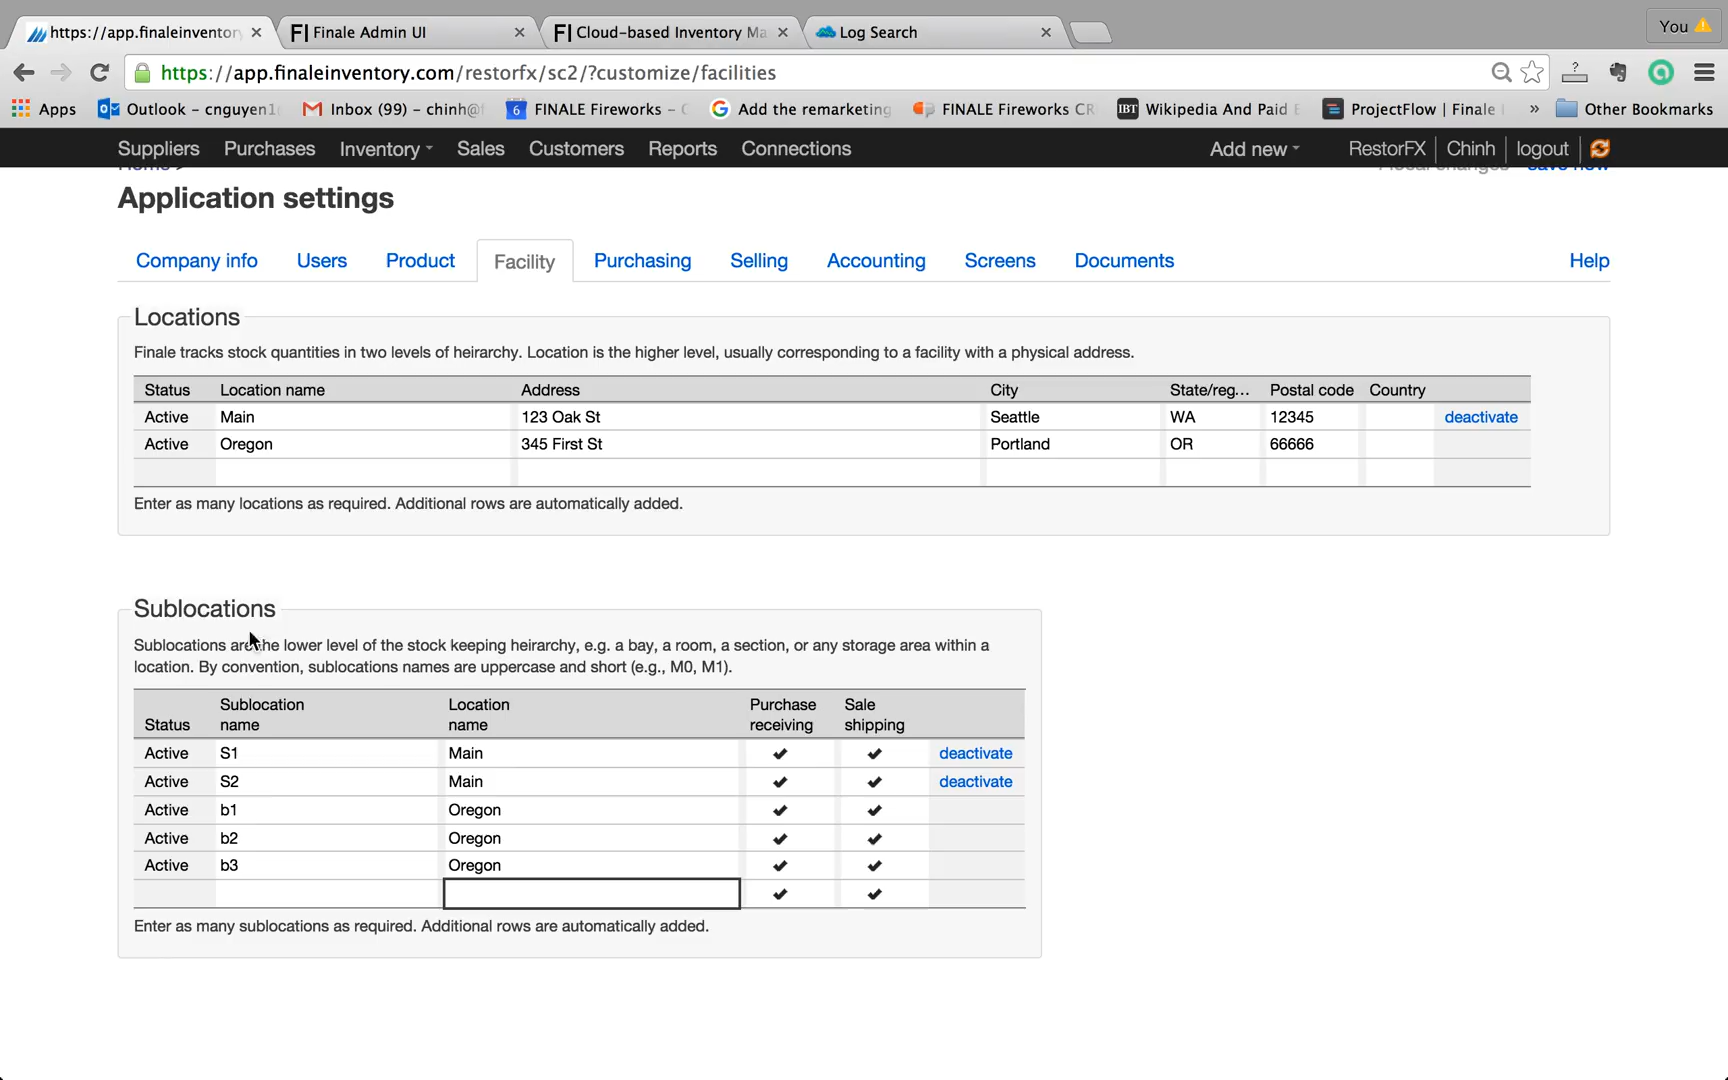 https://app.finaleinventory
Finale Admin UI
Cloud-based Inventory Ma
Log Search
You
https://app.finaleinventory.com/restorfx/sc2/?customize/facilities
Apps
Outlook – cnguyen1
Inbox (99) – chinh@f
6 FINALE Fireworks – C
Add the remarketing
FINALE Fireworks CR
IBT Wikipedia And Paid E
ProjectFlow | Finale
» Other Bookmarks
Suppliers Purchases Inventory Sales Customers Reports Connections Add new RestorFX Chinh logout
Home > save now
Application settings
Company info Users Product Facility Purchasing Selling Accounting Screens Documents Help
Locations
Finale tracks stock quantities in two levels of heirarchy. Location is the higher level, usually corresponding to a facility with a physical address.
Status Location name Address City State/reg... Postal code Country
Active Main 123 Oak St Seattle WA 12345 deactivate
Active Oregon 345 First St Portland OR 66666
Enter as many locations as required. Additional rows are automatically added.
Sublocations
Sublocations are the lower level of the stock keeping heirarchy, e.g. a bay, a room, a section, or any storage area within a
location. By convention, sublocations names are uppercase and short (e.g., M0, M1).
Status Sublocation name Location name Purchase receiving Sale shipping
Active S1 Main ✔ ✔ deactivate
Active S2 Main ✔ ✔ deactivate
Active b1 Oregon ✔ ✔
Active b2 Oregon ✔ ✔
Active b3 Oregon ✔ ✔
✔ ✔
Enter as many sublocations as required. Additional rows are automatically added.